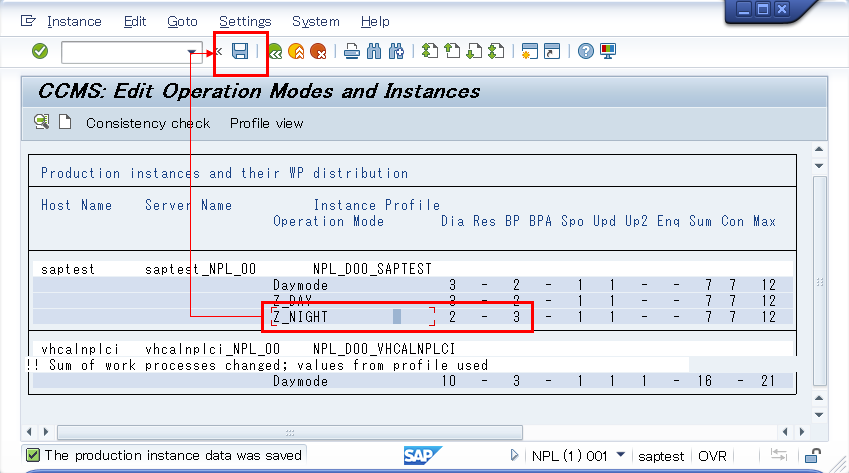 Instance Edit Goto Settings System Help
«
CCMS: Edit Operation Modes and Instances
Consistency check Profile view
Production instances and their WP distribution
Host Name Server Name Instance Profile
Operation Mode Dia Res BP BPA Spo Upd Up2 Enq Sum Con Max
saptest saptest_NPL_00 NPL_D00_SAPTEST
Daymode 3 - 2 - 1 1 - - 7 7 12
Z_DAY 3 - 2 - 1 1 - - 7 7 12
Z_NIGHT 2 - 3 - 1 1 - - 7 7 12
vhcalnplci vhcalnplci_NPL_00 NPL_D00_VHCALNPLCI
!! Sum of work processes changed; values from profile used
Daymode 10 - 3 - 1 1 1 - 16 - 21
The production instance data was saved SAP NPL (1) 001 saptest OVR